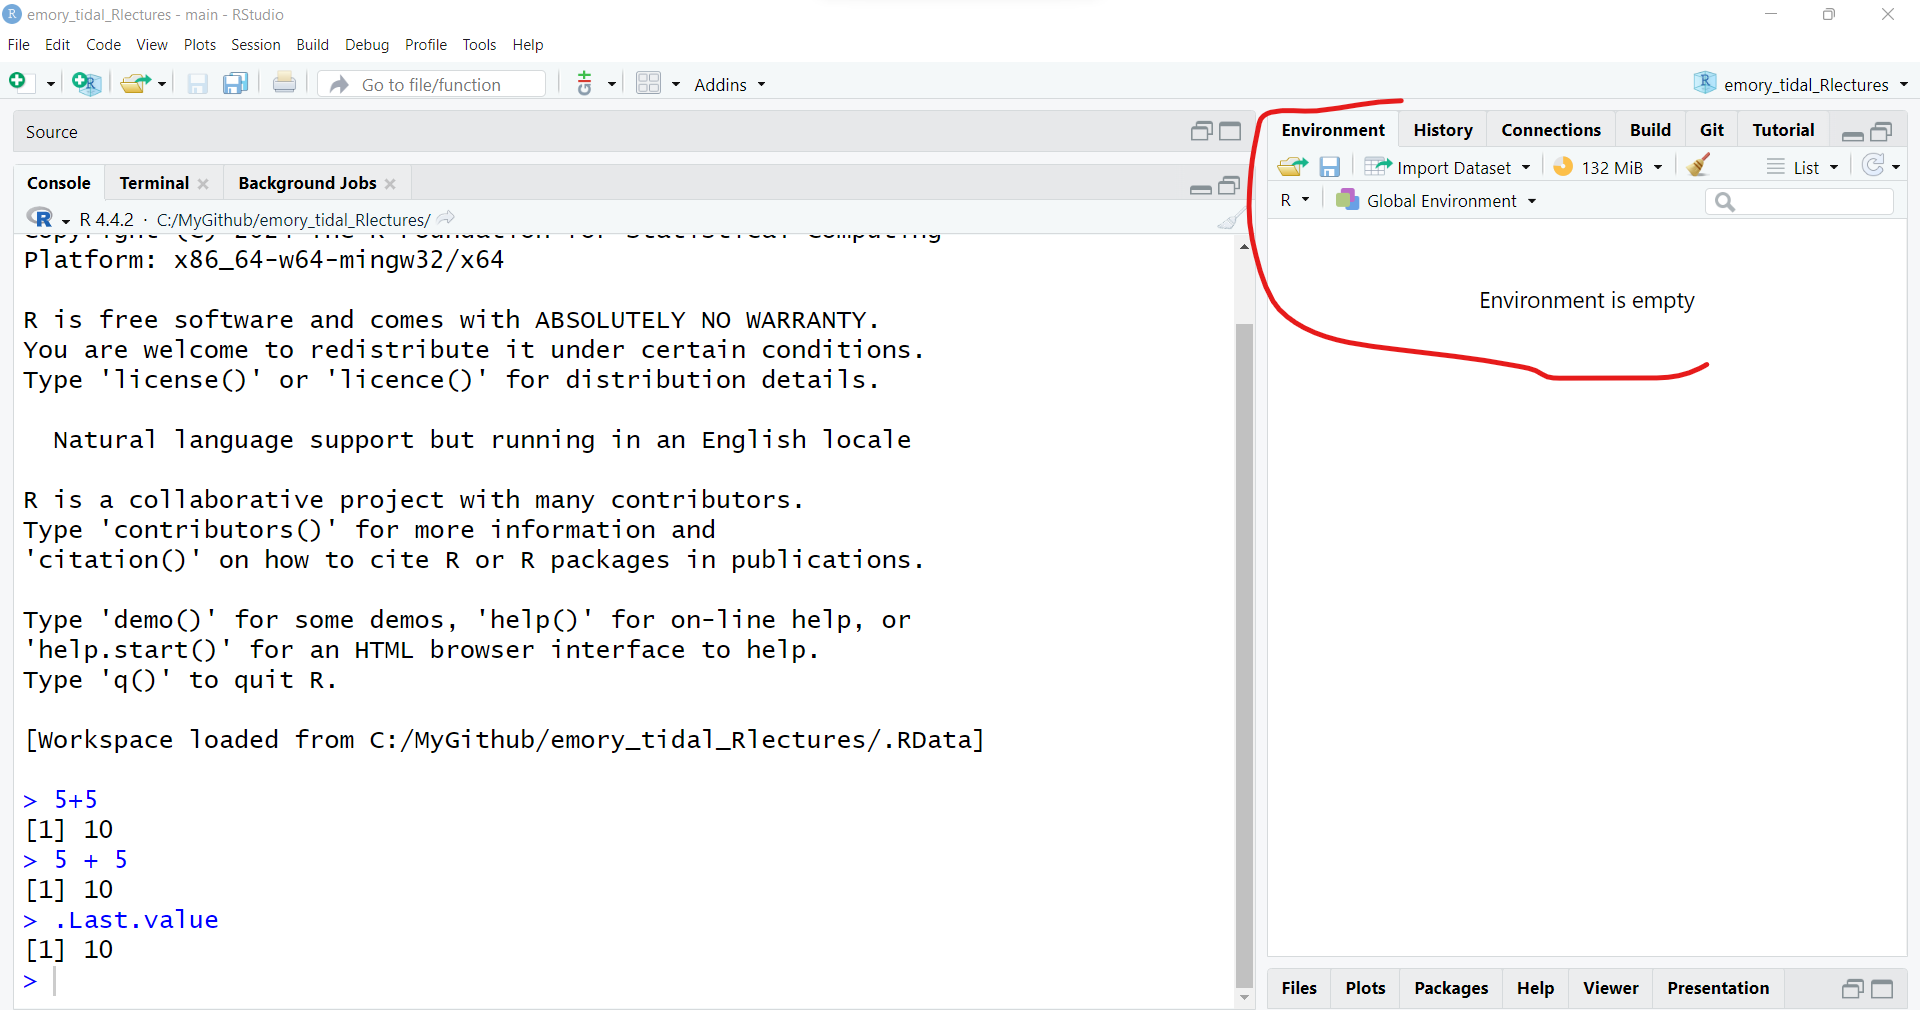 emory_tidal_Rlectures - main - RStudio
File Edit Code View Plots Session Build Debug Profile Tools Help
Go to file/function Addins emory_tidal_Rlectures
Source
Console Terminal Background Jobs
R 4.4.2 · C:/MyGithub/emory_tidal_Rlectures/
Platform: x86_64-w64-mingw32/x64
R is free software and comes with ABSOLUTELY NO WARRANTY.
You are welcome to redistribute it under certain conditions.
Type 'license()' or 'licence()' for distribution details.
Natural language support but running in an English locale
R is a collaborative project with many contributors.
Type 'contributors()' for more information and
'citation()' on how to cite R or R packages in publications.
Type 'demo()' for some demos, 'help()' for on-line help, or
'help.start()' for an HTML browser interface to help.
Type 'q()' to quit R.
[Workspace loaded from C:/MyGithub/emory_tidal_Rlectures/.RData]
> 5+5
[1] 10
> 5 + 5
[1] 10
> .Last.value
[1] 10
>
Environment History Connections Build Git Tutorial
Import Dataset 132 MiB List
R Global Environment
Environment is empty
Files Plots Packages Help Viewer Presentation